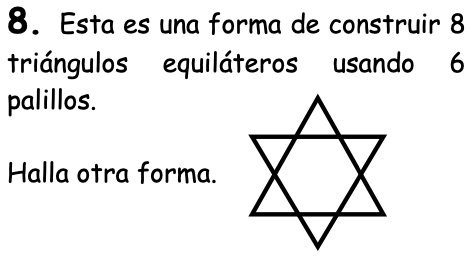 8. Esta es una forma de construir 8
triángulos equiláteros usando 6
palillos.
Halla otra forma.